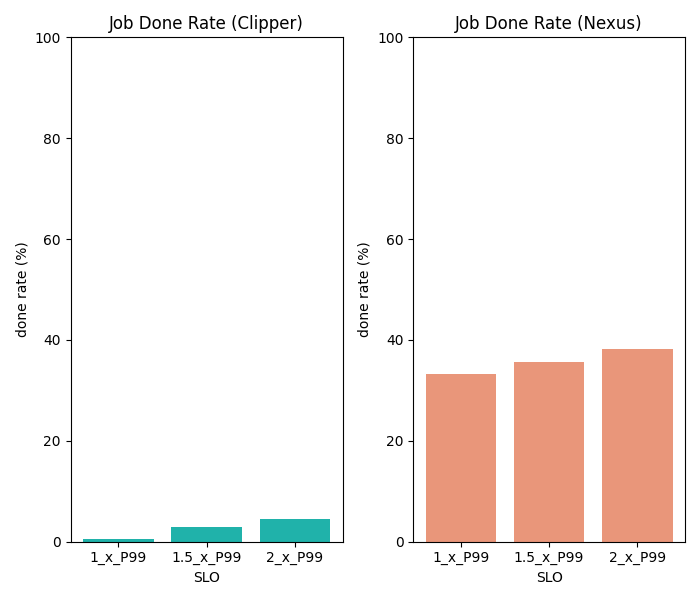 Job Done Rate (Clipper)
100
80
60
40
20
0
done rate (%)
1_x_P99
1.5_x_P99
2_x_P99
SLO
Job Done Rate (Nexus)
100
80
60
40
20
0
done rate (%)
1_x_P99
1.5_x_P99
2_x_P99
SLO